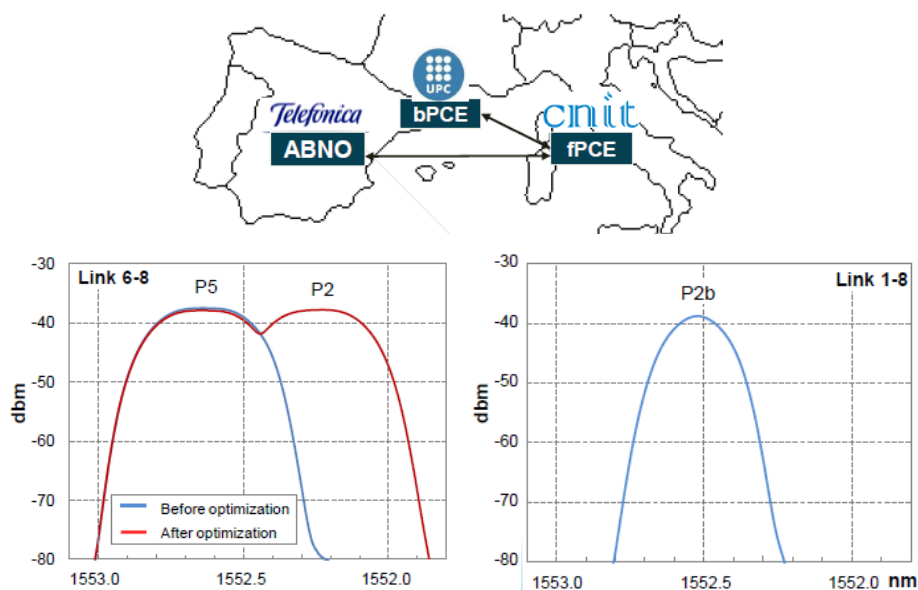 UPC
Telefónica
cnit
bPCE
ABNO
fPCE
Link 6-8
P5
P2
-30
-40
-50
-60
-70
-80
dbm
Before optimization
After optimization
1553.0
1552.5
1552.0
Link 1-8
P2b
-30
-40
-50
-60
-70
-80
dbm
1553.0
1552.5
1552.0
nm